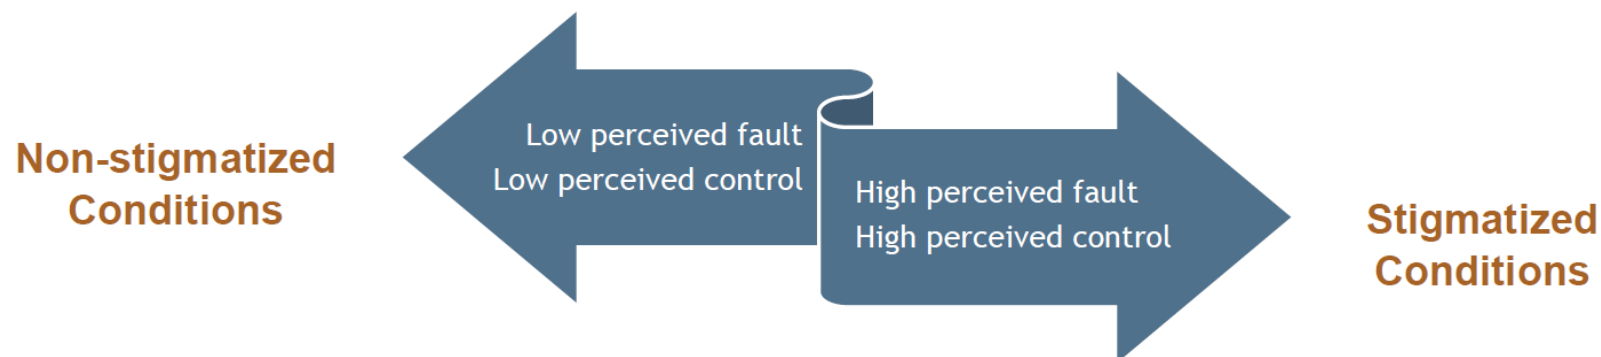 Non-stigmatized
Conditions
Low perceived fault
Low perceived control
High perceived fault
High perceived control
Stigmatized
Conditions